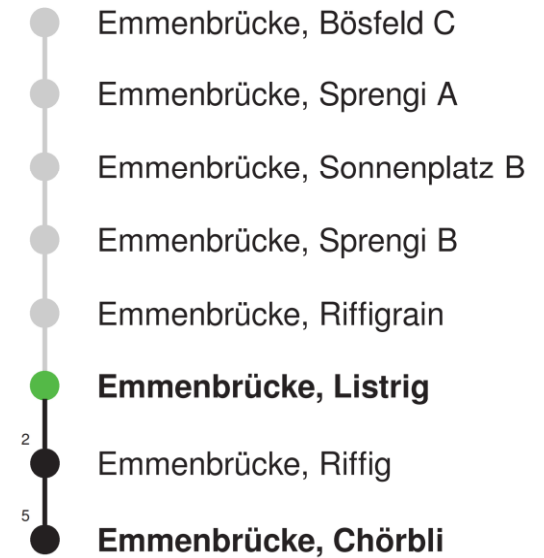 Emmenbrücke, Bösfeld C
Emmenbrücke, Sprengi A
Emmenbrücke, Sonnenplatz B
Emmenbrücke, Sprengi B
Emmenbrücke, Riffigrain
Emmenbrücke, Listrig
2
Emmenbrücke, Riffig
5
Emmenbrücke, Chörbli